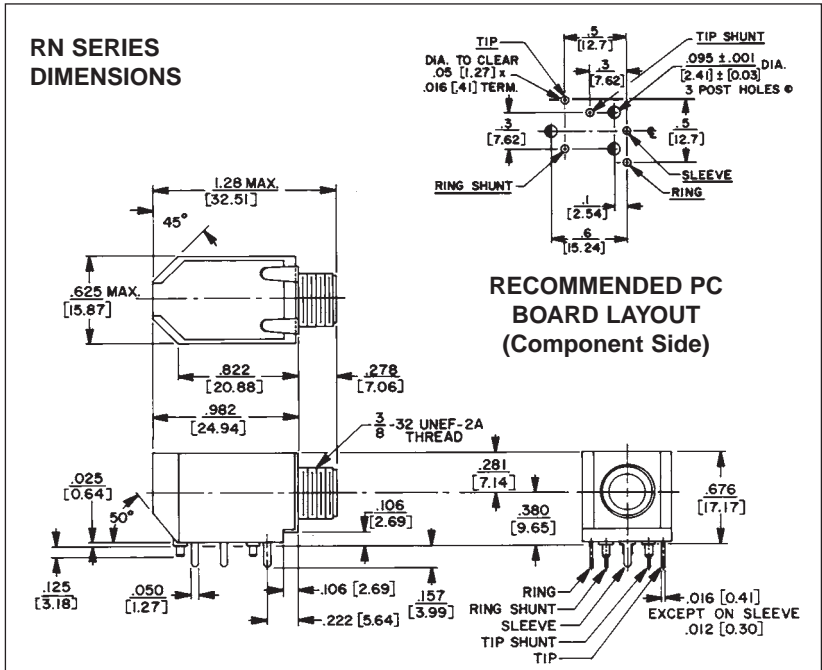 RN SERIES
DIMENSIONS
TIP
DIA. TO CLEAR
.05 [1.27] x
.016 [.41] TERM.
.5
[12.7]
TIP SHUNT
.3
[7.62]
.095 ±.001 DIA.
[2.41] ± [0.03]
3 POST HOLES
.3
[7.62]
.5
[12.7]
RING SHUNT
SLEEVE
RING
.1
[2.54]
.6
[15.24]
RECOMMENDED PC
BOARD LAYOUT
(Component Side)
1.28 MAX.
[32.51]
45°
.625 MAX.
[15.87]
.822
[20.88]
.278
[7.06]
.982
[24.94]
3/8-32 UNEF-2A
THREAD
.025
[0.64]
50°
.281
[7.14]
.106
[2.69]
.380
[9.65]
.676
[17.17]
.125
[3.18]
.050
[1.27]
.106 [2.69]
.157
[3.99]
.222 [5.64]
RING
RING SHUNT
SLEEVE
TIP SHUNT
TIP
.016 [0.41]
EXCEPT ON SLEEVE
.012 [0.30]